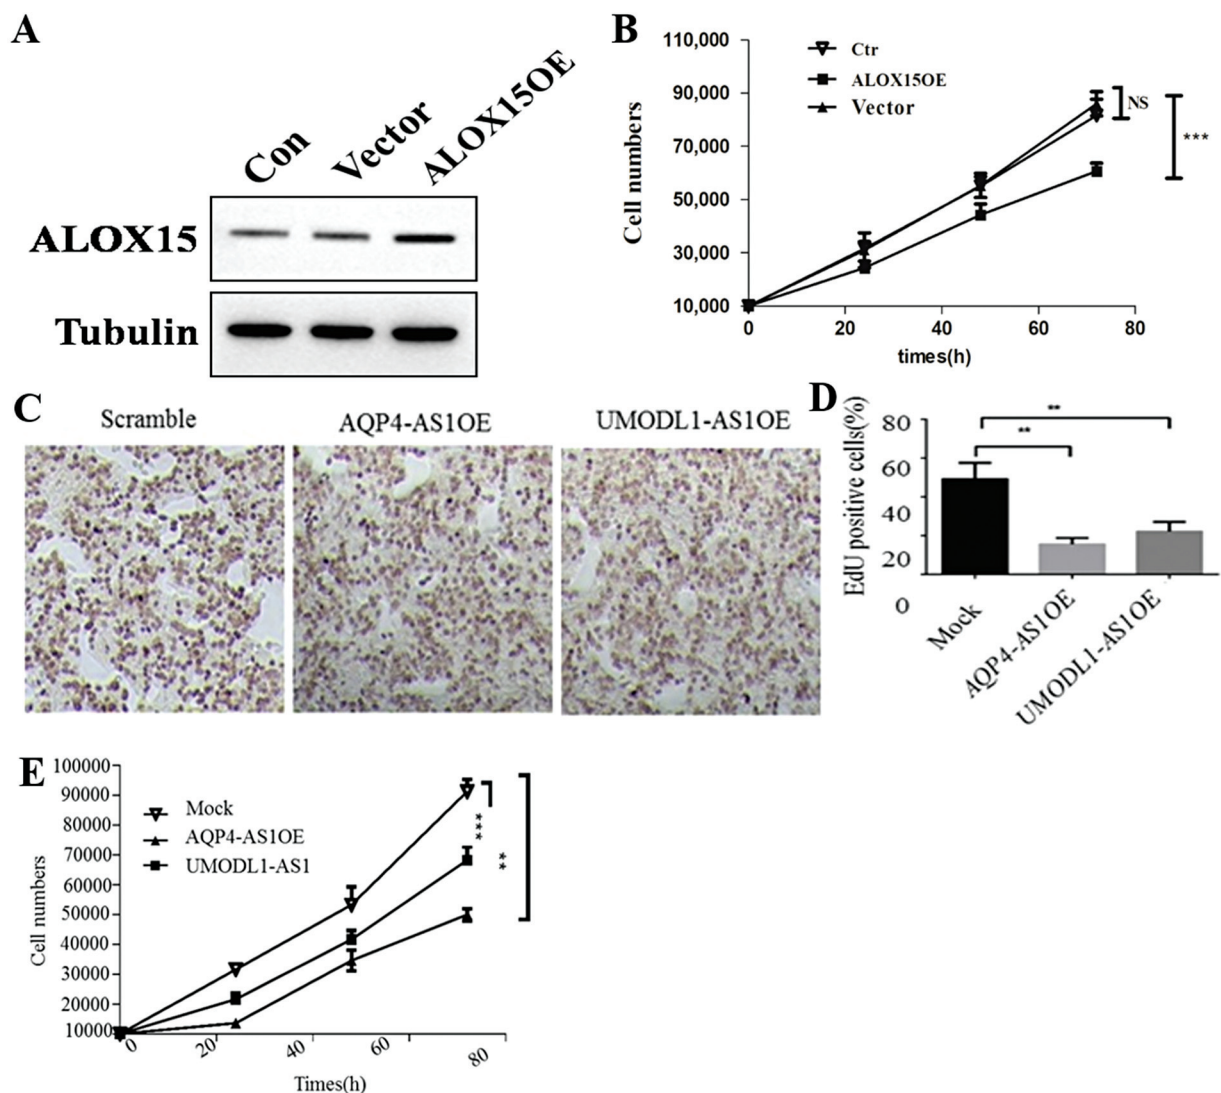 A
Con
Vector
ALOX15OE
ALOX15
Tubulin
B
110,000
90,000
70,000
50,000
30,000
10,000
Cell numbers
Ctr
ALOX15OE
Vector
NS
***
0
20
40
60
80
times(h)
C
Scramble
AQP4-AS1OE
UMODL1-AS1OE
D
EdU positive cells(%)
80
60
40
20
0
**
**
Mock
AQP4-AS1OE
UMODL1-AS1OE
E
100000
90000
80000
70000
60000
50000
40000
30000
20000
10000
Cell numbers
Mock
AQP4-AS1OE
UMODL1-AS1
***
**
0
20
40
60
80
Times(h)